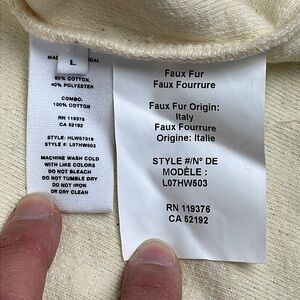 L
60% COTTON,
40% POLYESTER
COMBO:
100% COTTON
RN 119376
CA 52192
STYLE: HLW57319
STYLE #: L07HW503
MACHINE WASH COLD
WITH LIKE COLORS
DO NOT BLEACH
DO NOT TUMBLE DRY
DO NOT IRON
OR DRY CLEAN
Faux Fur
Faux Fourrure
Faux Fur Origin:
Italy
Faux Fourrure
Origine: Italie
STYLE #/N° DE
MODÈLE :
L07HW503
RN 119376
CA 52192